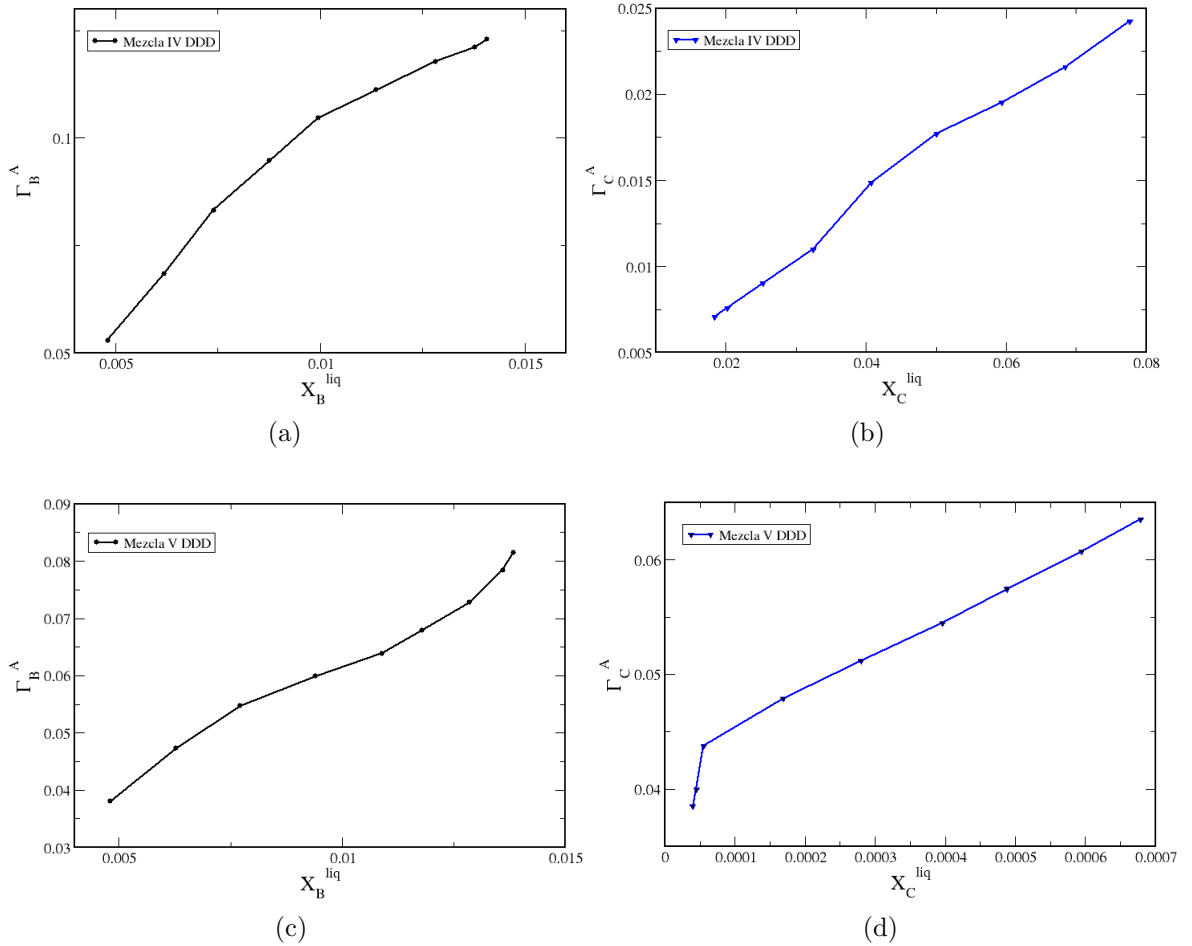 Mezcla IV DDD
0.1
0.05
Γ_B^A
0.005 0.01 0.015
X_B^liq
(a)
Mezcla IV DDD
0.025
0.02
0.015
0.01
0.005
Γ_C^A
0.02 0.04 0.06 0.08
X_C^liq
(b)
Mezcla V DDD
0.09
0.08
0.07
0.06
0.05
0.04
0.03
Γ_B^A
0.005 0.01 0.015
X_B^liq
(c)
Mezcla V DDD
0.06
0.05
0.04
Γ_C^A
0 0.0001 0.0002 0.0003 0.0004 0.0005 0.0006 0.0007
X_C^liq
(d)